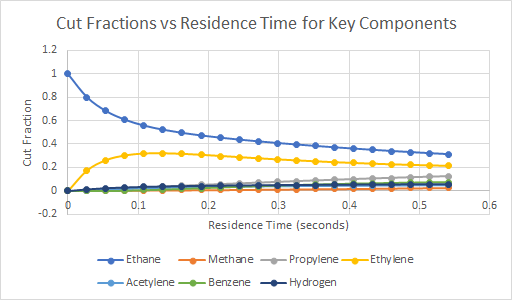 Cut Fractions vs Residence Time for Key Components
1.2
1
0.8
0.6
0.4
0.2
0
-0.2
Cut Fraction
0 0.1 0.2 0.3 0.4 0.5 0.6
Residence Time (seconds)
Ethane Methane Propylene Ethylene
Acetylene Benzene Hydrogen